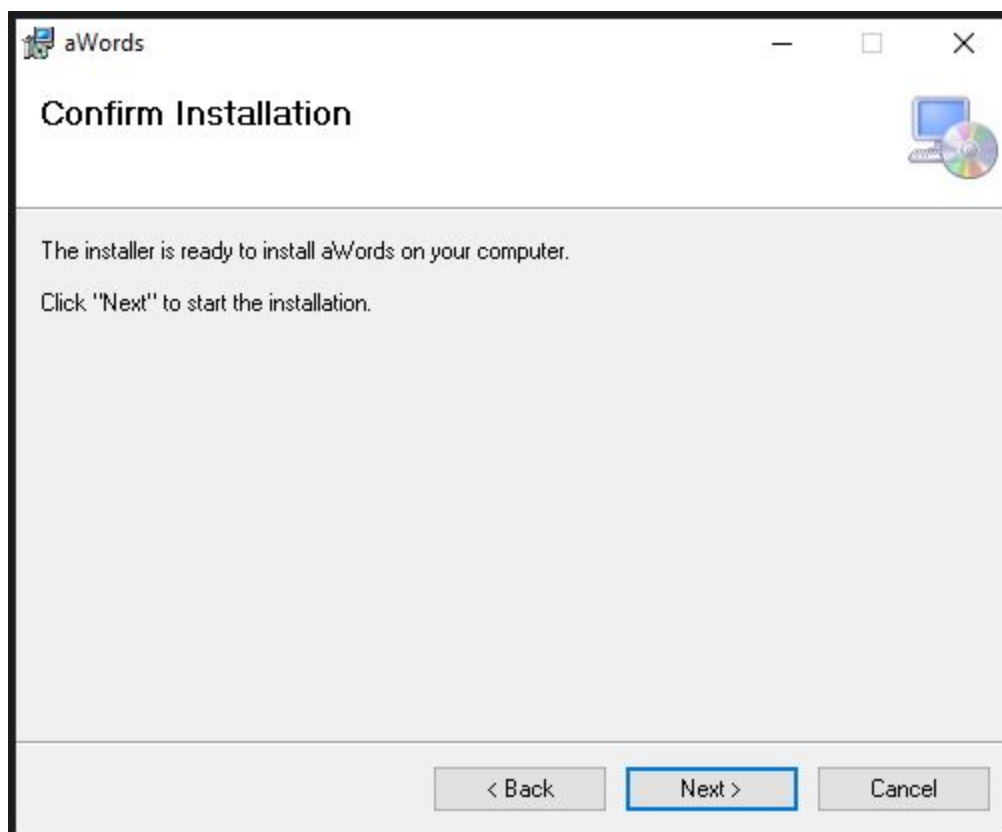 aWords
Confirm Installation
The installer is ready to install aWords on your computer.
Click "Next" to start the installation.
< Back
Next >
Cancel